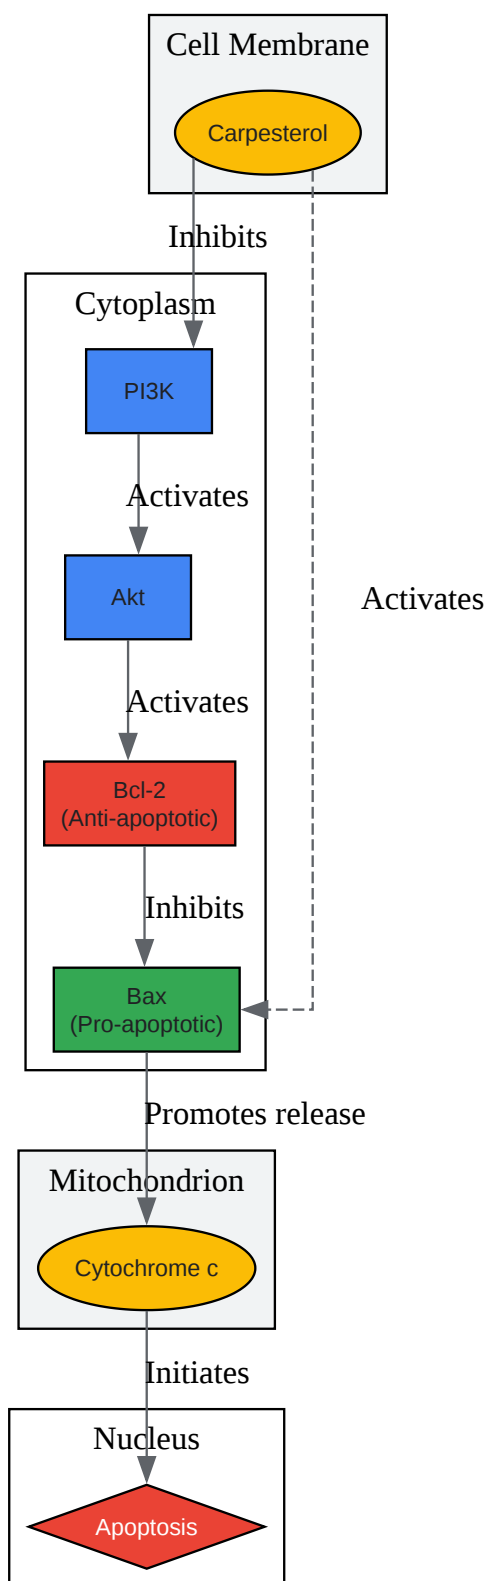 Cell Membrane
Carpesterol
Inhibits
Cytoplasm
PI3K
Activates
Akt
Activates
Activates
Bcl-2
(Anti-apoptotic)
Inhibits
Bax
(Pro-apoptotic)
Promotes release
Mitochondrion
Cytochrome c
Initiates
Nucleus
Apoptosis